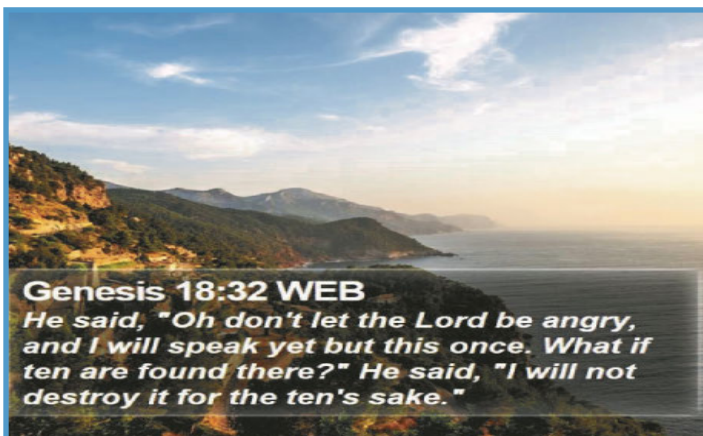 Genesis 18:32 WEB
He said, "Oh don't let the Lord be angry,
and I will speak yet but this once. What if
ten are found there?" He said, "I will not
destroy it for the ten's sake."